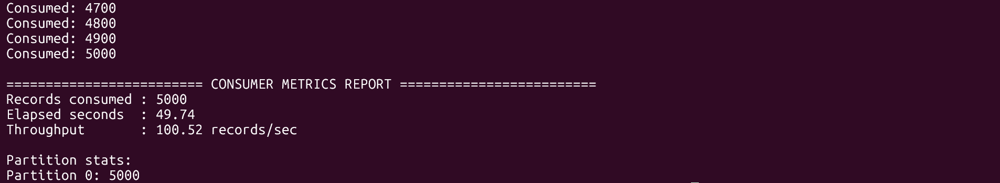 Consumed: 4700
Consumed: 4800
Consumed: 4900
Consumed: 5000
========================= CONSUMER METRICS REPORT =========================
Records consumed : 5000
Elapsed seconds  : 49.74
Throughput       : 100.52 records/sec
Partition stats:
Partition 0: 5000